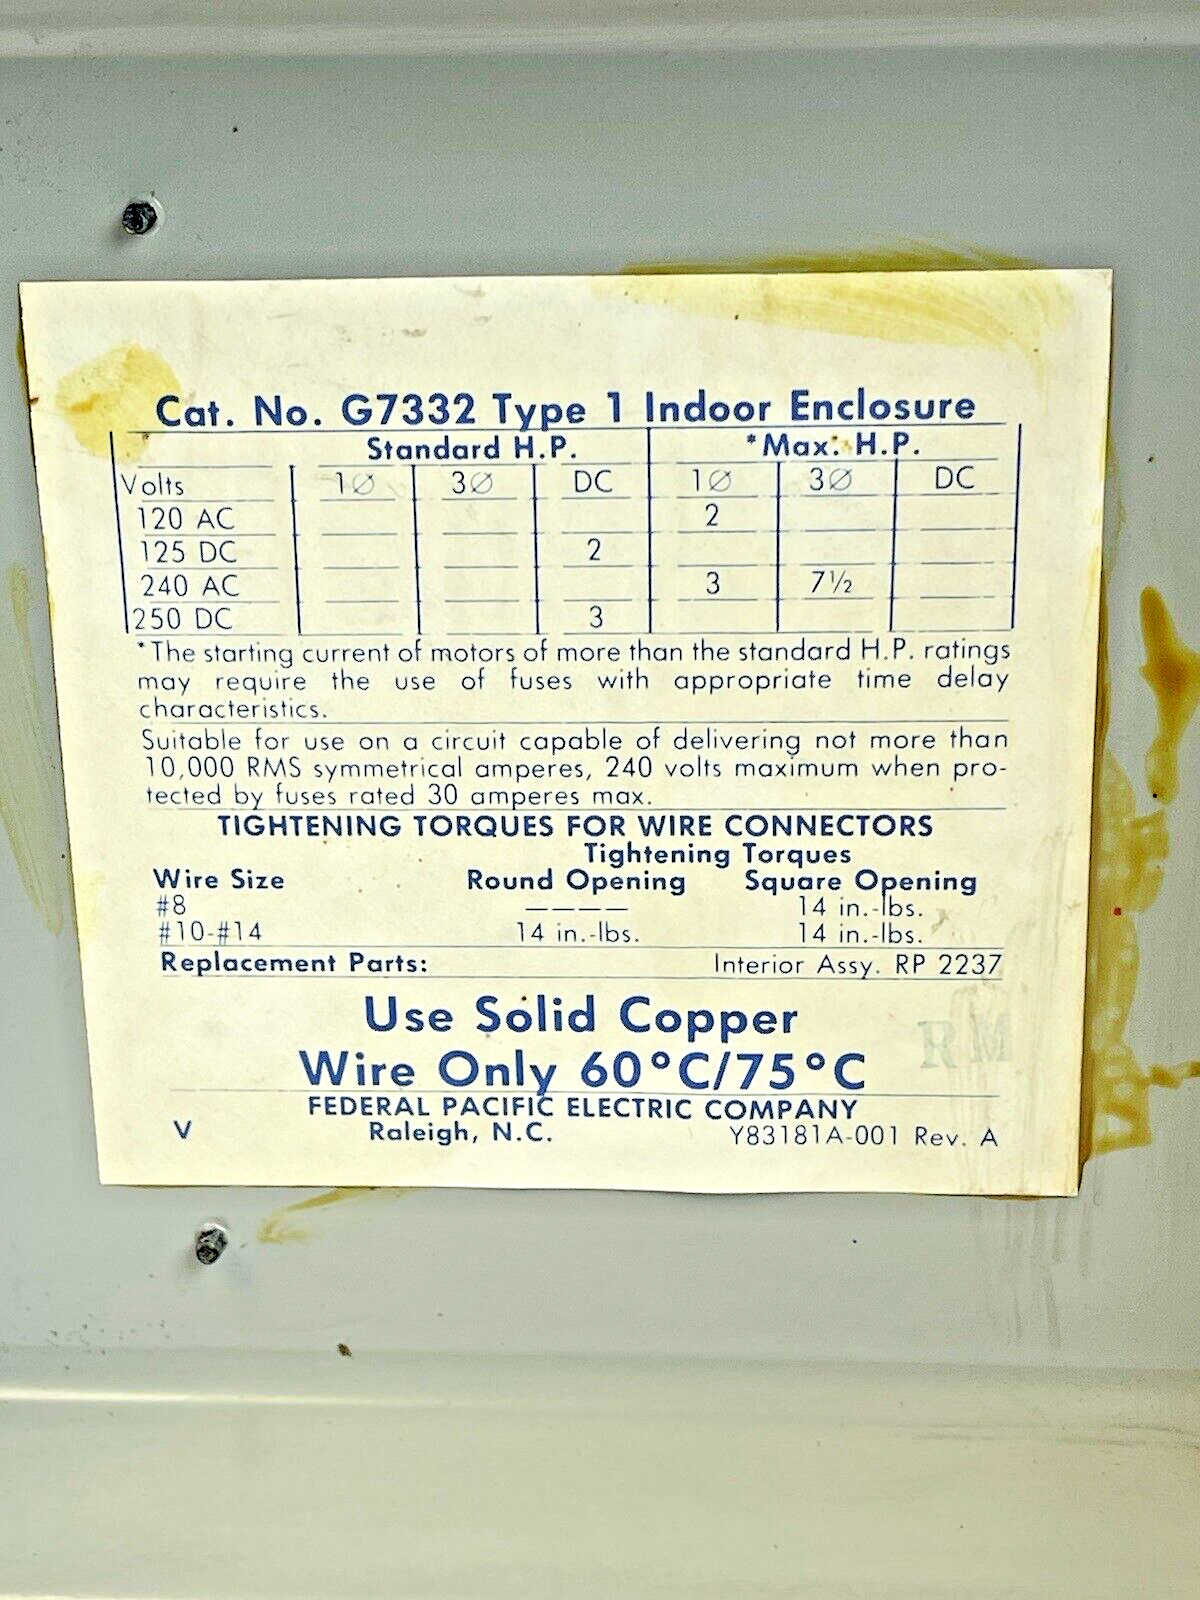 Cat. No. G7332 Type 1 Indoor Enclosure
Standard H.P. *Max. H.P.
Volts 1Ø 3Ø DC 1Ø 3Ø DC
120 AC 2
125 DC 2
240 AC 3 7½
250 DC 3
*The starting current of motors of more than the standard H.P. ratings
may require the use of fuses with appropriate time delay
characteristics.
Suitable for use on a circuit capable of delivering not more than
10,000 RMS symmetrical amperes, 240 volts maximum when pro-
tected by fuses rated 30 amperes max.
TIGHTENING TORQUES FOR WIRE CONNECTORS
Tightening Torques
Wire Size Round Opening Square Opening
#8 ———— 14 in.-lbs.
#10-#14 14 in.-lbs. 14 in.-lbs.
Replacement Parts: Interior Assy. RP 2237
Use Solid Copper
Wire Only 60°C/75°C
RM
FEDERAL PACIFIC ELECTRIC COMPANY
V Raleigh, N.C. Y83181A-001 Rev. A